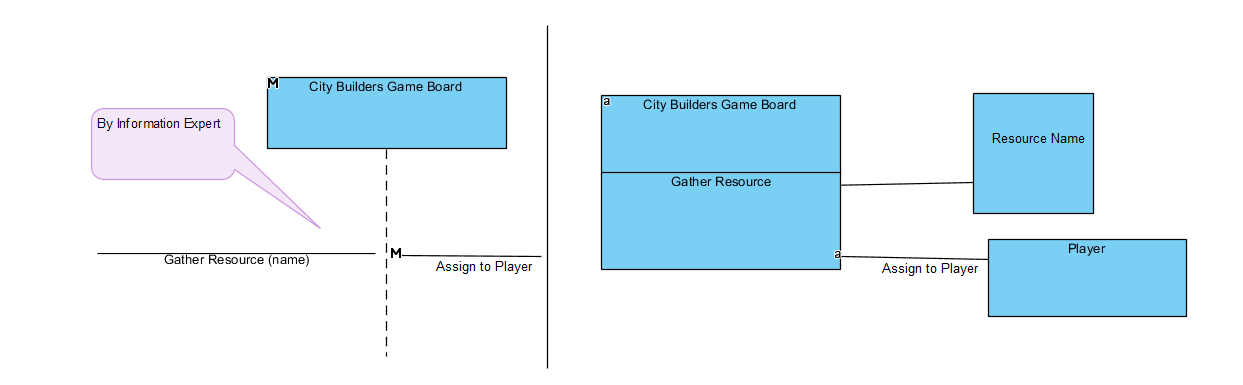 M
City Builders Game Board
By Information Expert
Gather Resource (name)
M
Assign to Player
a
City Builders Game Board
Gather Resource
Resource Name
a
Assign to Player
Player